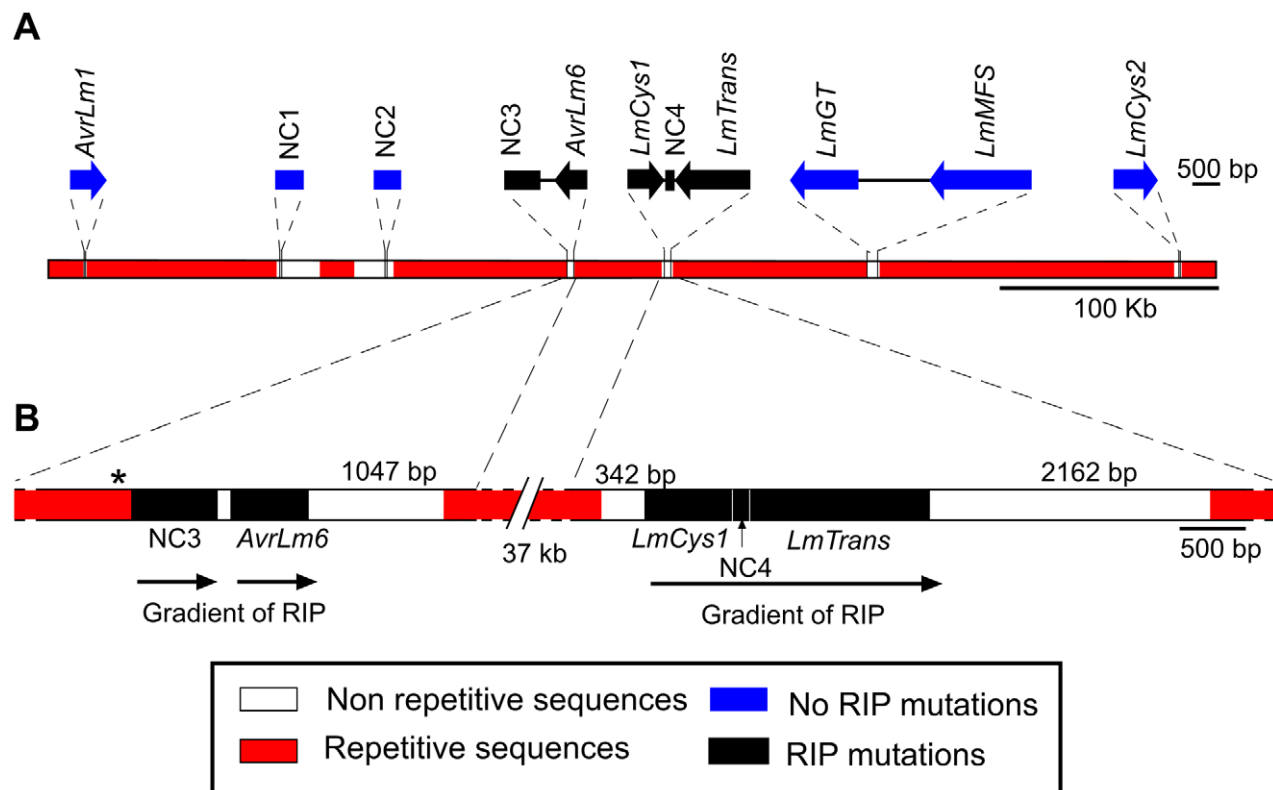 A
AvrLm1
NC1
NC2
NC3
AvrLm6
LmCys1
NC4
LmTrans
LmGT
LmMFS
LmCys2
500 bp
100 Kb
B
*
1047 bp
342 bp
2162 bp
NC3
AvrLm6
37 kb
LmCys1
NC4
LmTrans
500 bp
Gradient of RIP
Gradient of RIP
Non repetitive sequences
No RIP mutations
Repetitive sequences
RIP mutations